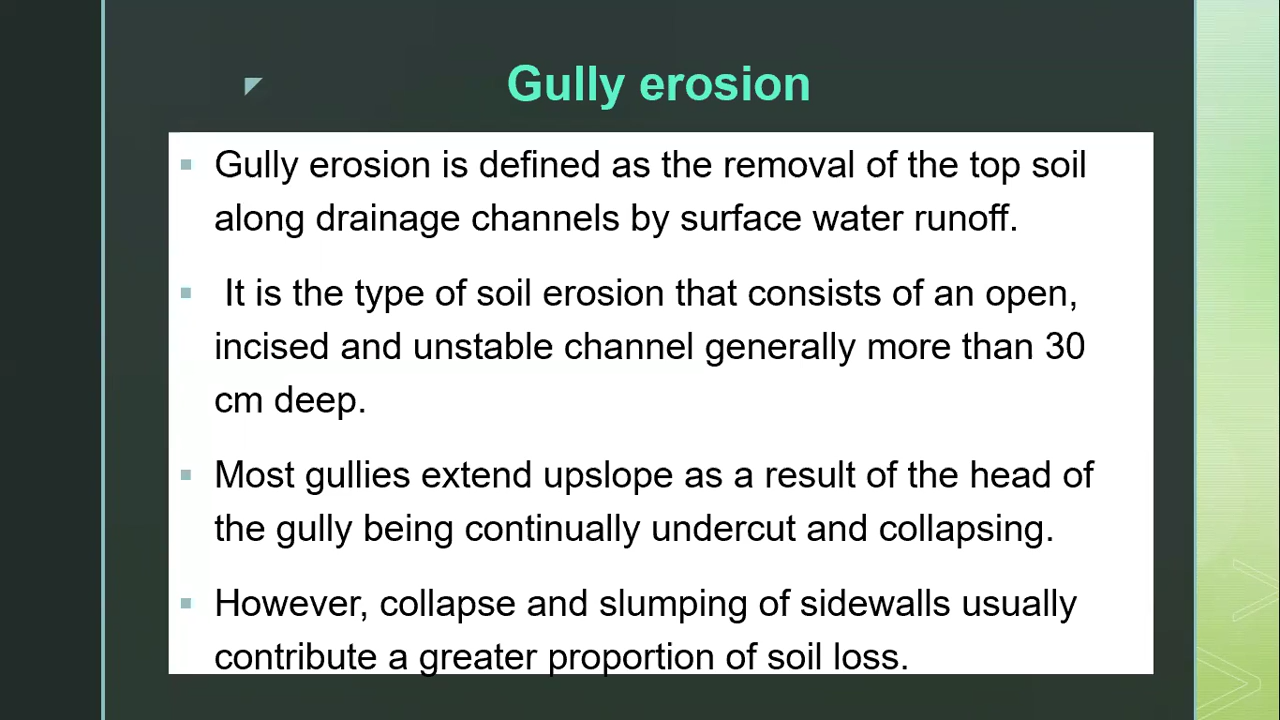 Gully erosion
▪ Gully erosion is defined as the removal of the top soil
along drainage channels by surface water runoff.
▪ It is the type of soil erosion that consists of an open,
incised and unstable channel generally more than 30
cm deep.
▪ Most gullies extend upslope as a result of the head of
the gully being continually undercut and collapsing.
▪ However, collapse and slumping of sidewalls usually
contribute a greater proportion of soil loss.